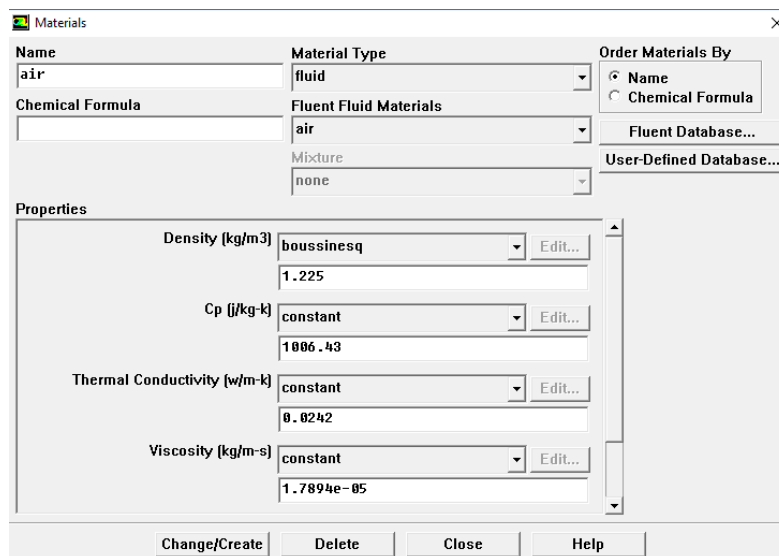 Materials
Name
air
Material Type
fluid
Order Materials By
Name
Chemical Formula
Chemical Formula
Fluent Fluid Materials
air
Fluent Database...
Mixture
none
User-Defined Database...
Properties
Density (kg/m3) boussinesq Edit...
1.225
Cp (j/kg-k) constant Edit...
1006.43
Thermal Conductivity (w/m-k) constant Edit...
0.0242
Viscosity (kg/m-s) constant Edit...
1.7894e-05
Change/Create Delete Close Help